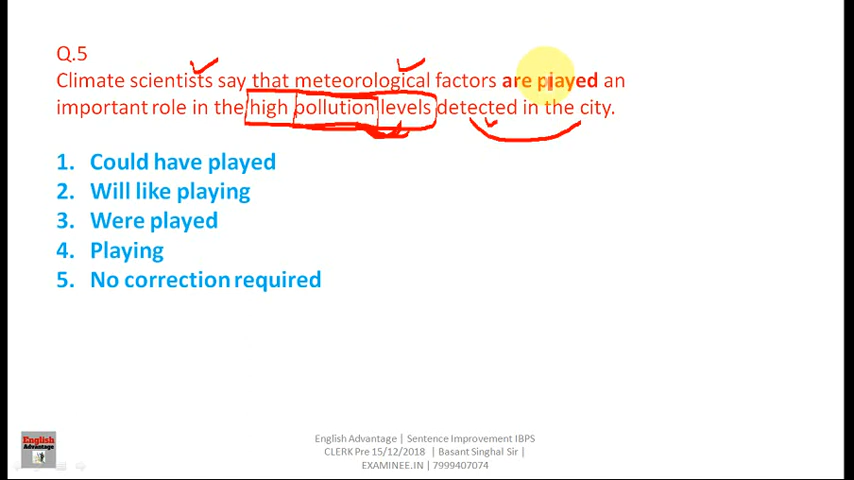 Q.5
Climate scientists say that meteorological factors are played an
important role in the high pollution levels detected in the city.
1. Could have played
2. Will like playing
3. Were played
4. Playing
5. No correction required
English Advantage
English Advantage | Sentence Improvement IBPS
CLERK Pre 15/12/2018 | Basant Singhal Sir |
EXAMINEE.IN | 7999407074